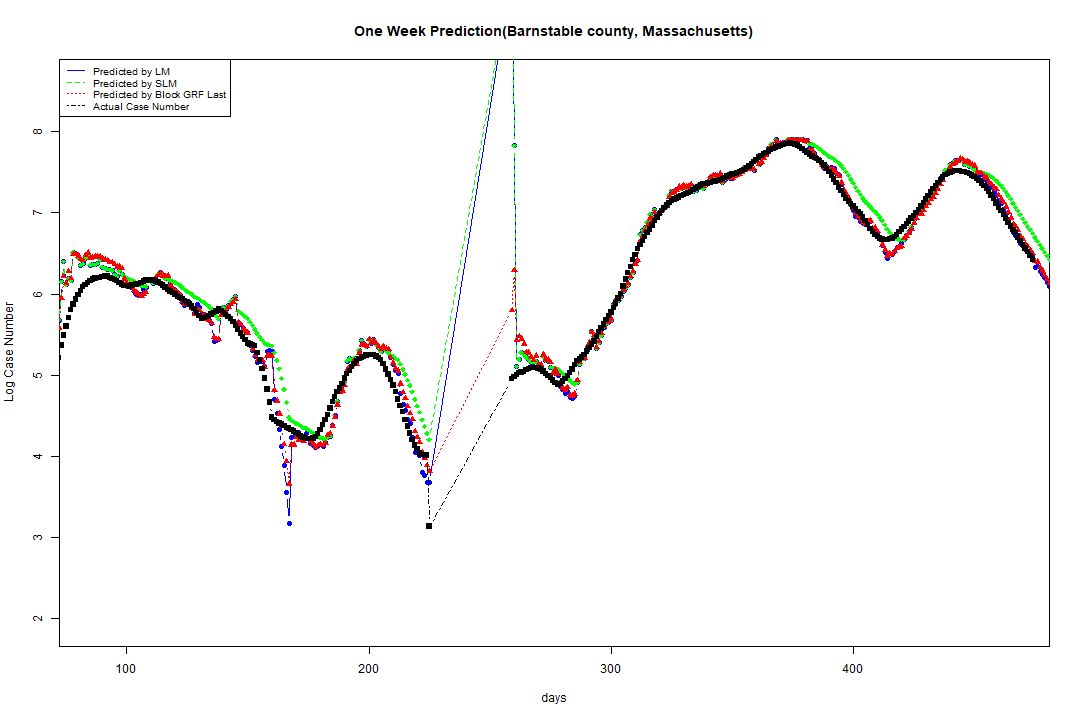 One Week Prediction(Barnstable county, Massachusetts)
Predicted by LM
Predicted by SLM
Predicted by Block GRF Last
Actual Case Number
Log Case Number
8
7
6
5
4
3
2
100 200 300 400
days